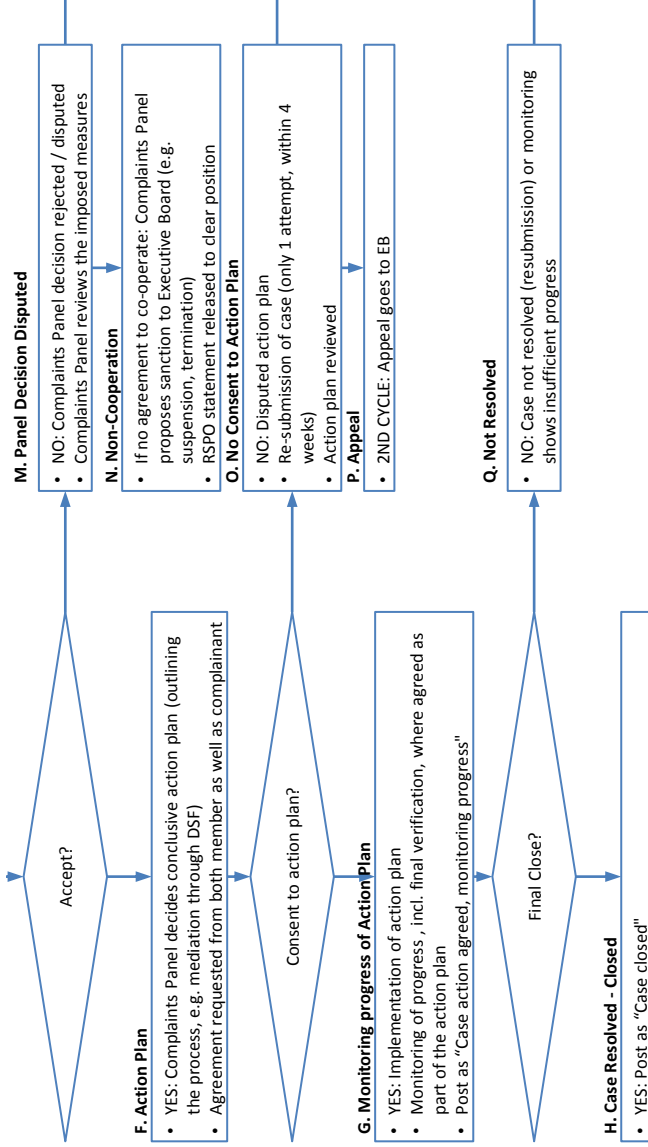 Accept?
M. Panel Decision Disputed
• NO: Complaints Panel decision rejected / disputed
• Complaints Panel reviews the imposed measures
N. Non-Cooperation
• If no agreement to co-operate: Complaints Panel
proposes sanction to Executive Board (e.g.
suspension, termination)
• RSPO statement released to clear position
F. Action Plan
• YES: Complaints Panel decides conclusive action plan (outlining
the process, e.g. mediation through DSF)
• Agreement requested from both member as well as complainant
Consent to action plan?
O. No Consent to Action Plan
• NO: Disputed action plan
• Re-submission of case (only 1 attempt, within 4
weeks)
• Action plan reviewed
P. Appeal
• 2ND CYCLE: Appeal goes to EB
G. Monitoring progress of Action Plan
• YES: Implementation of action plan
• Monitoring of progress , incl. final verification, where agreed as
part of the action plan
• Post as “Case action agreed, monitoring progress"
Final Close?
Q. Not Resolved
• NO: Case not resolved (resubmission) or monitoring
shows insufficient progress
H. Case Resolved - Closed
• YES: Post as “Case closed"